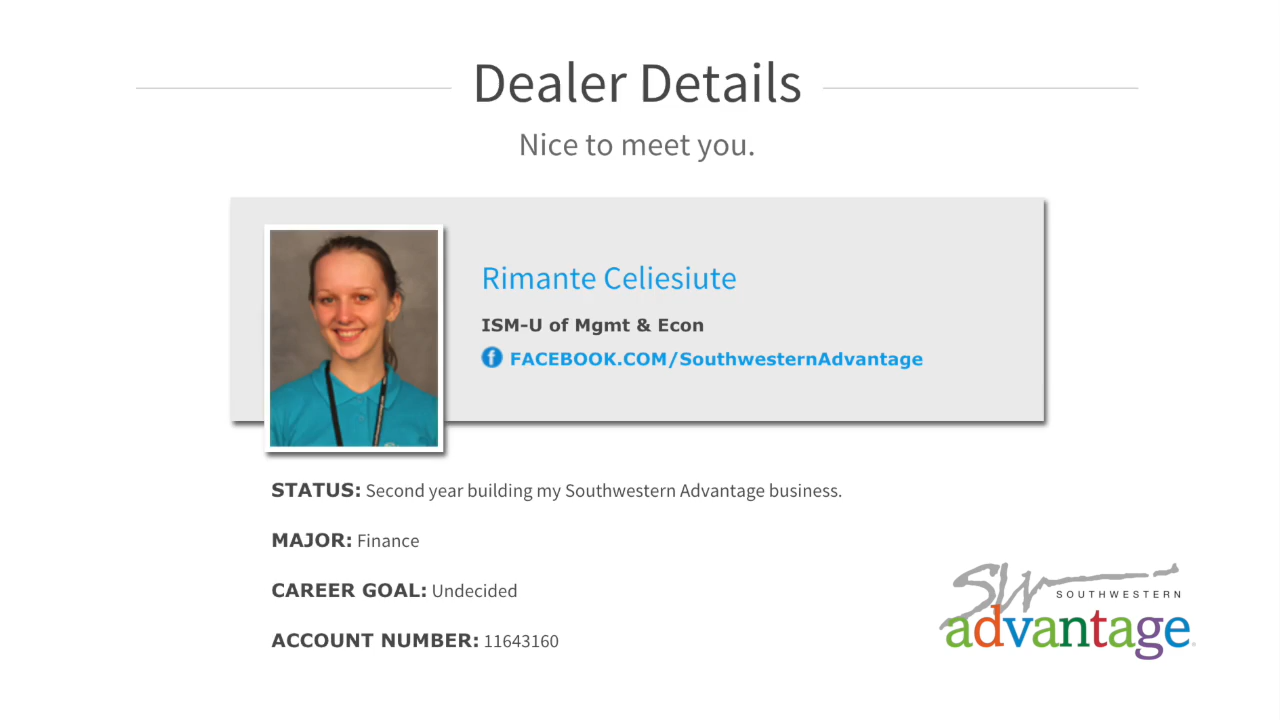 Dealer Details
Nice to meet you.
Rimante Celiesiute
ISM-U of Mgmt & Econ
FACEBOOK.COM/SouthwesternAdvantage
STATUS: Second year building my Southwestern Advantage business.
MAJOR: Finance
CAREER GOAL: Undecided
ACCOUNT NUMBER: 11643160
SW
SOUTHWESTERN
advantage